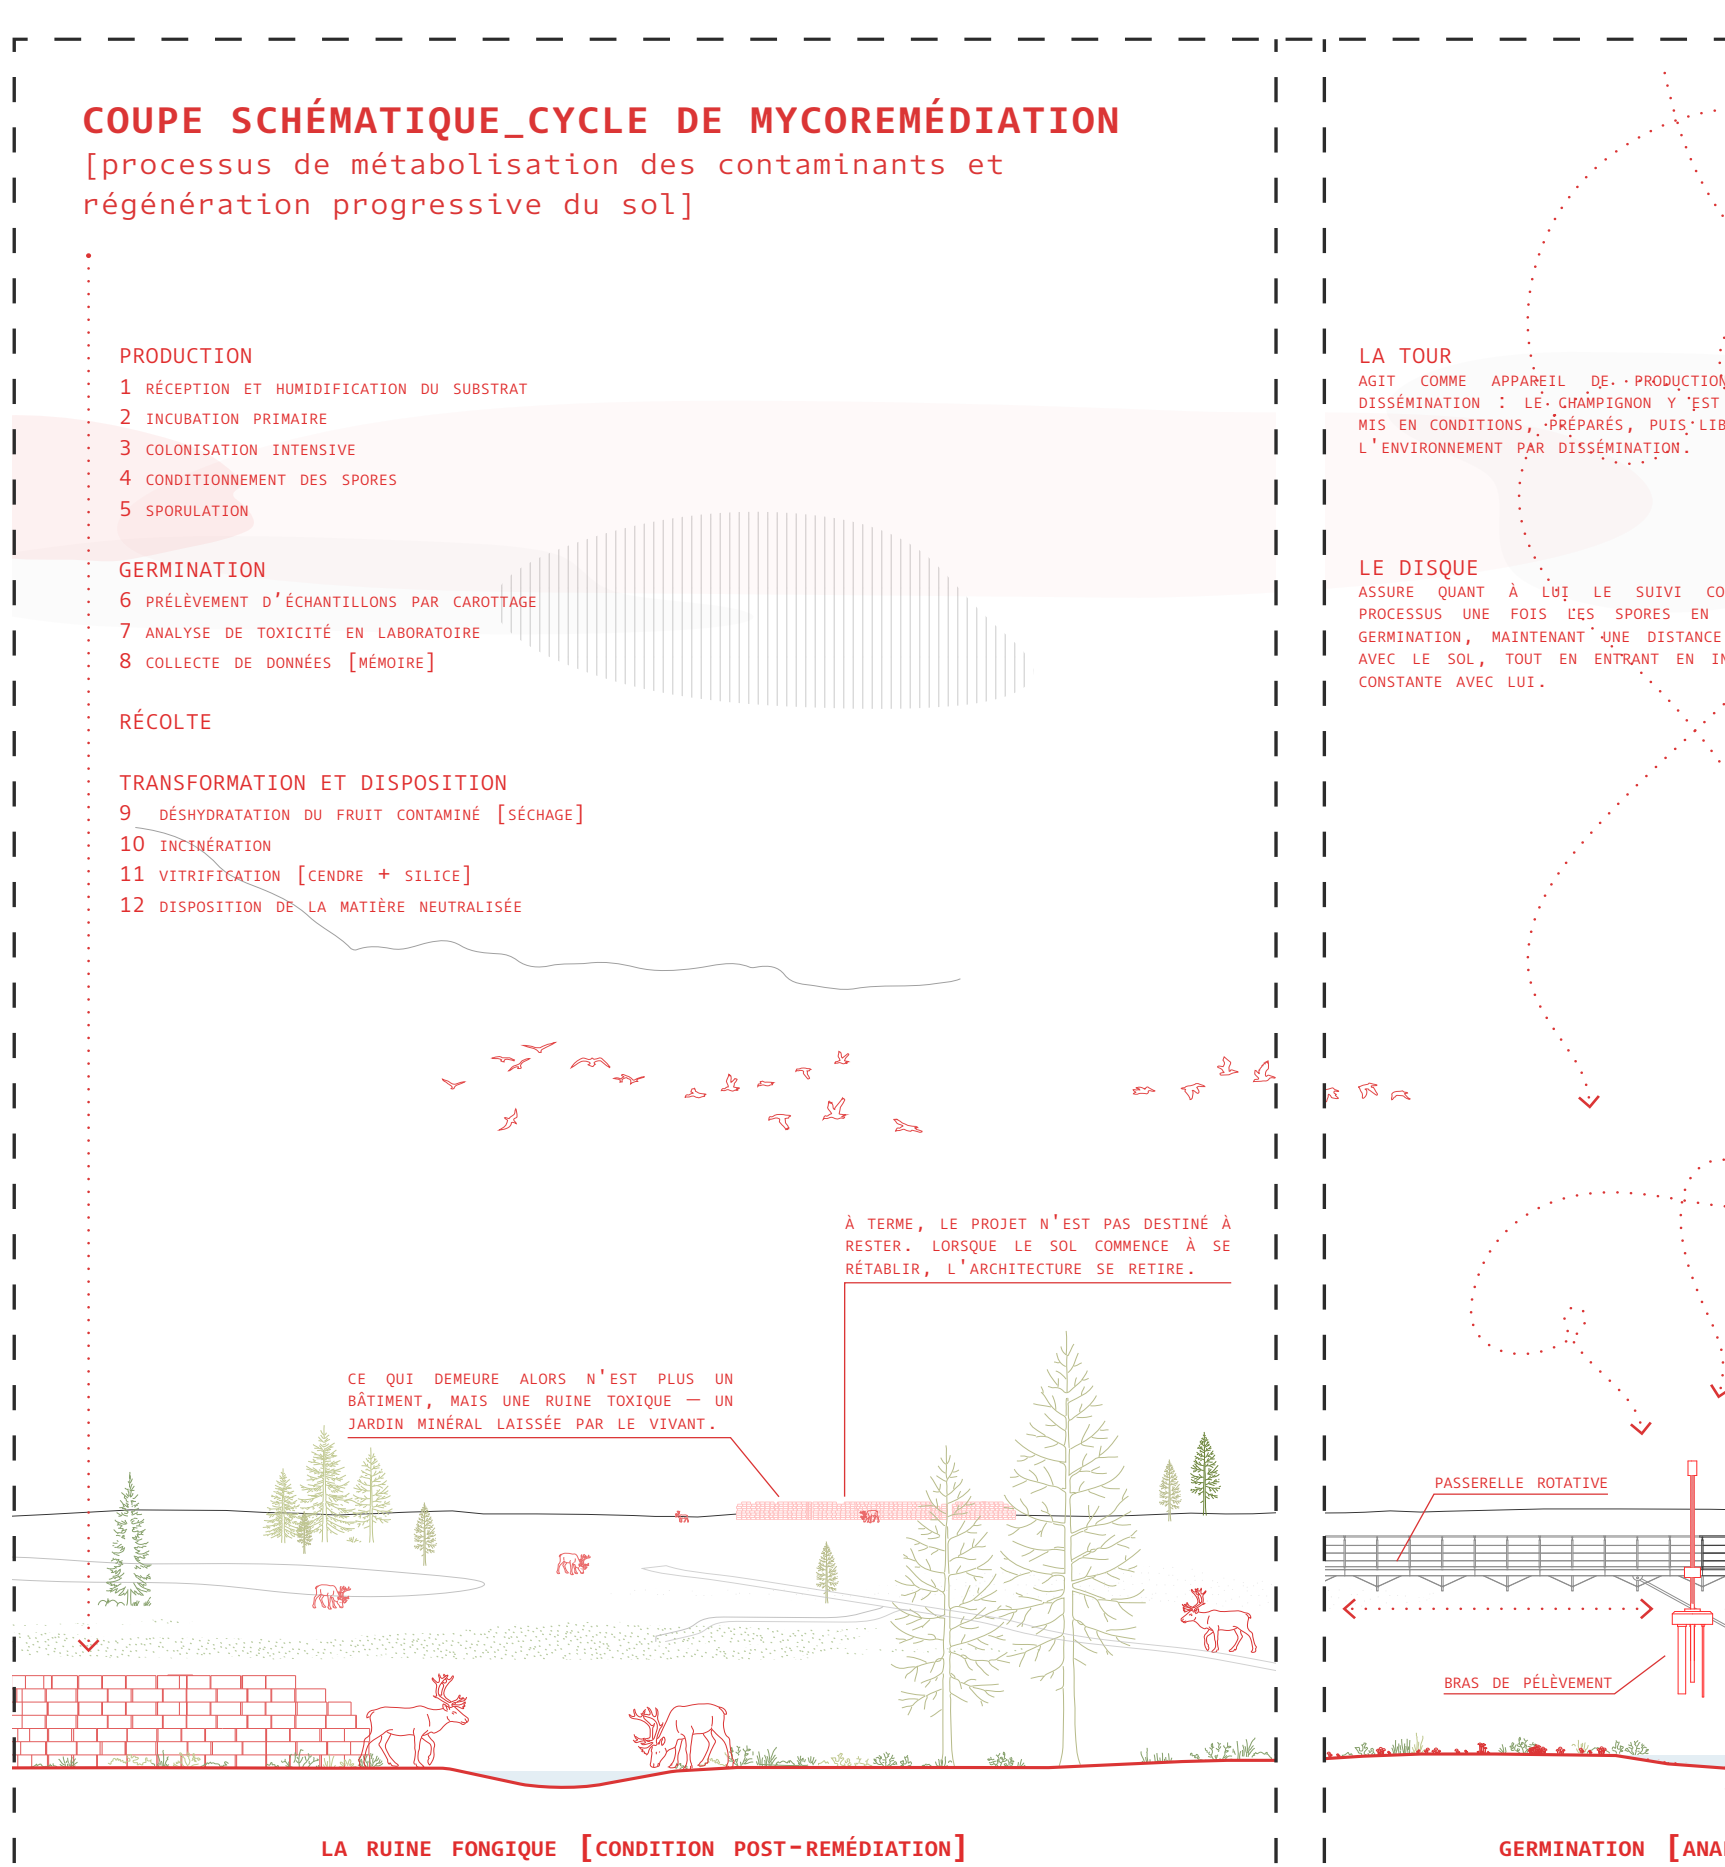 COUPE SCHÉMATIQUE_CYCLE DE MYCOREMÉDIATION
[processus de métabolisation des contaminants et
régénération progressive du sol]
PRODUCTION
1 RÉCEPTION ET HUMIDIFICATION DU SUBSTRAT
2 INCUBATION PRIMAIRE
3 COLONISATION INTENSIVE
4 CONDITIONNEMENT DES SPORES
5 SPORULATION
GERMINATION
6 PRÉLÈVEMENT D'ÉCHANTILLONS PAR CAROTTAGE
7 ANALYSE DE TOXICITÉ EN LABORATOIRE
8 COLLECTE DE DONNÉES [MÉMOIRE]
RÉCOLTE
TRANSFORMATION ET DISPOSITION
9 DÉSHYDRATATION DU FRUIT CONTAMINÉ [SÉCHAGE]
10 INCINÉRATION
11 VITRIFICATION [CENDRE + SILICE]
12 DISPOSITION DE LA MATIÈRE NEUTRALISÉE
À TERME, LE PROJET N'EST PAS DESTINÉ À
RESTER. LORSQUE LE SOL COMMENCE À SE
RÉTABLIR, L'ARCHITECTURE SE RETIRE.
CE QUI DEMEURE ALORS N'EST PLUS UN
BÂTIMENT, MAIS UNE RUINE TOXIQUE — UN
JARDIN MINÉRAL LAISSÉE PAR LE VIVANT.
LA RUINE FONGIQUE [CONDITION POST-REMÉDIATION]
LA TOUR
AGIT COMME APPAREIL DE PRODUCTION
DISSÉMINATION : LE CHAMPIGNON Y EST
MIS EN CONDITIONS, PRÉPARÉS, PUIS LIB
L'ENVIRONNEMENT PAR DISSÉMINATION.
LE DISQUE
ASSURE QUANT À LUI LE SUIVI CO
PROCESSUS UNE FOIS LES SPORES EN
GERMINATION, MAINTENANT UNE DISTANCE
AVEC LE SOL, TOUT EN ENTRANT EN IN
CONSTANTE AVEC LUI.
PASSERELLE ROTATIVE
BRAS DE PÉLÈVEMENT
GERMINATION [ANA